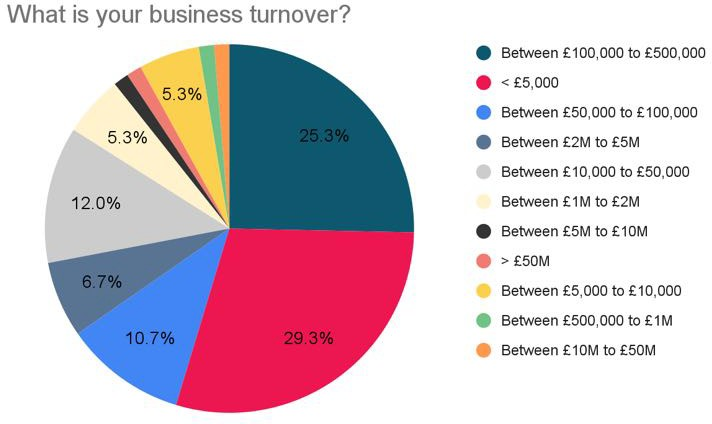 What is your business turnover?
25.3%
29.3%
10.7%
6.7%
12.0%
5.3%
5.3%
Between £100,000 to £500,000
< £5,000
Between £50,000 to £100,000
Between £2M to £5M
Between £10,000 to £50,000
Between £1M to £2M
Between £5M to £10M
> £50M
Between £5,000 to £10,000
Between £500,000 to £1M
Between £10M to £50M